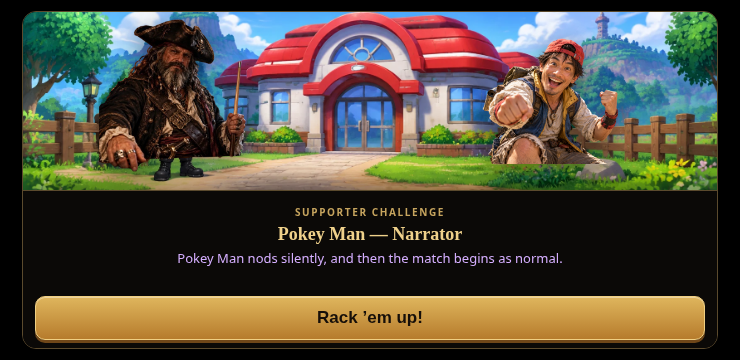 SUPPORTER CHALLENGE
Pokey Man — Narrator
Pokey Man nods silently, and then the match begins as normal.
Rack ’em up!